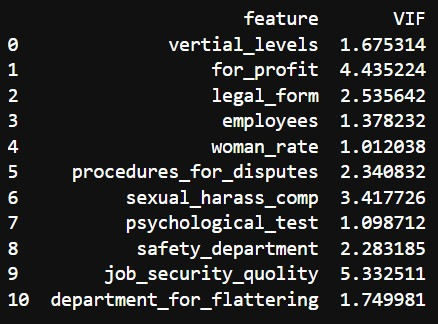 feature VIF
0 vertial_levels 1.675314
1 for_profit 4.435224
2 legal_form 2.535642
3 employees 1.378232
4 woman_rate 1.012038
5 procedures_for_disputes 2.340832
6 sexual_harass_comp 3.417726
7 psychological_test 1.098712
8 safety_department 2.283185
9 job_security_quolity 5.332511
10 department_for_flattering 1.749981